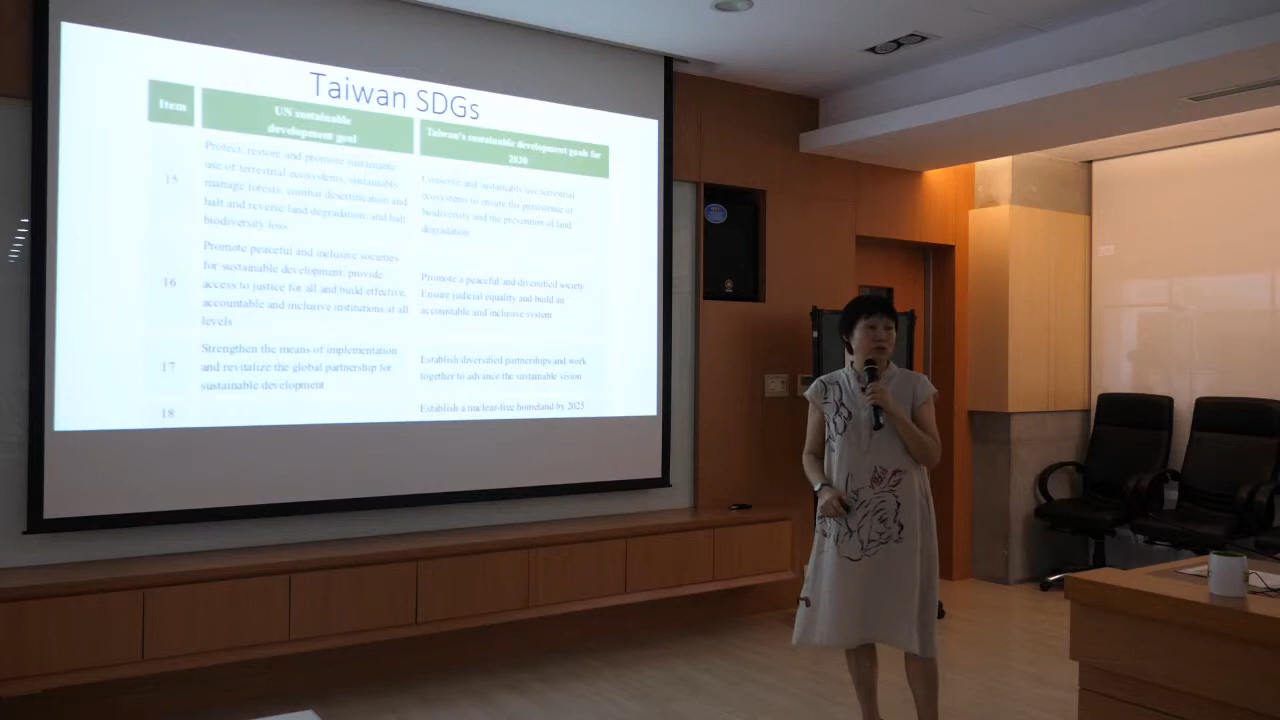 Taiwan SDGs
Item
UN sustainable
development goal
Taiwan's sustainable development goals for
2030
15
Protect, restore and promote sustainable
use of terrestrial ecosystems, sustainably
manage forests, combat desertification and
halt and reverse land degradation, and halt
biodiversity loss
Conserve and sustainably use terrestrial
ecosystems to ensure the persistence of
biodiversity and the prevention of land
degradation
16
Promote peaceful and inclusive societies
for sustainable development, provide
access to justice for all and build effective,
accountable and inclusive institutions at all
levels
Promote a peaceful and diversified society
Ensure judicial equality and build an
accountable and inclusive system
17
Strengthen the means of implementation
and revitalize the global partnership for
sustainable development
Establish diversified partnerships and work
together to advance the sustainable vision
18
Establish a nuclear-free homeland by 2025